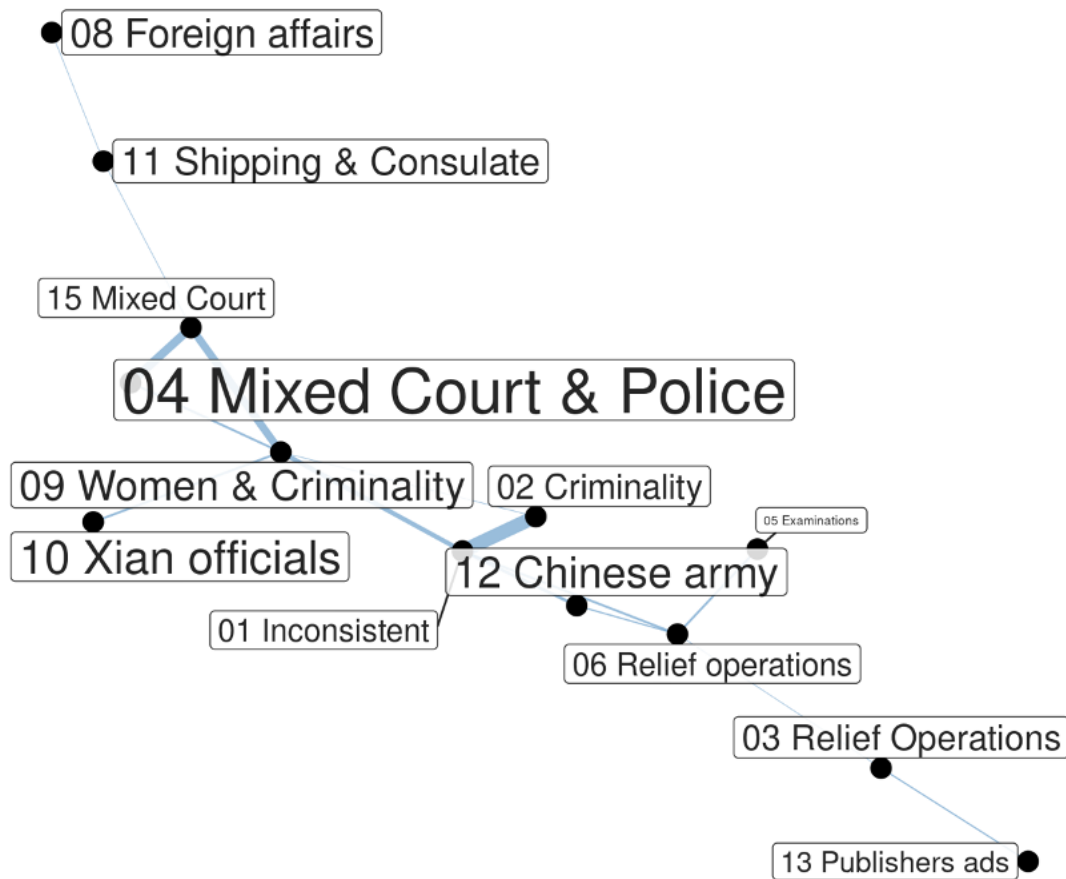 08 Foreign affairs
11 Shipping & Consulate
15 Mixed Court
04 Mixed Court & Police
09 Women & Criminality
02 Criminality
05 Examinations
10 Xian officials
12 Chinese army
01 Inconsistent
06 Relief operations
03 Relief Operations
13 Publishers ads